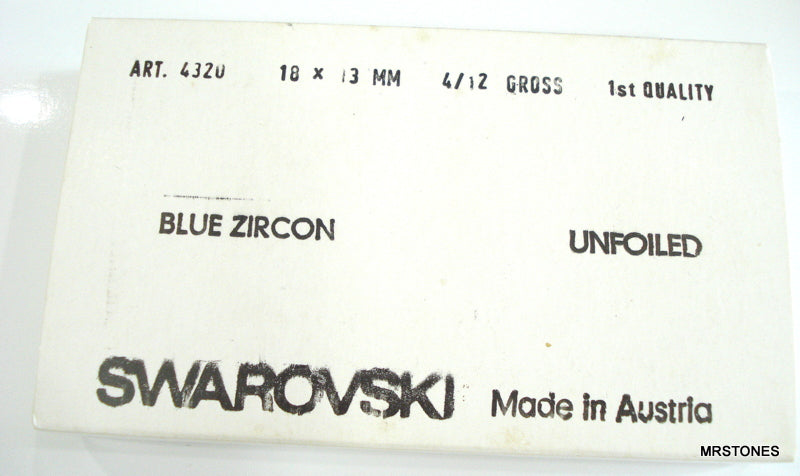 ART. 4320 18 x 13 MM 4/12 GROSS 1st QUALITY
BLUE ZIRCON UNFOILED
SWAROVSKI Made in Austria
MRSTONES